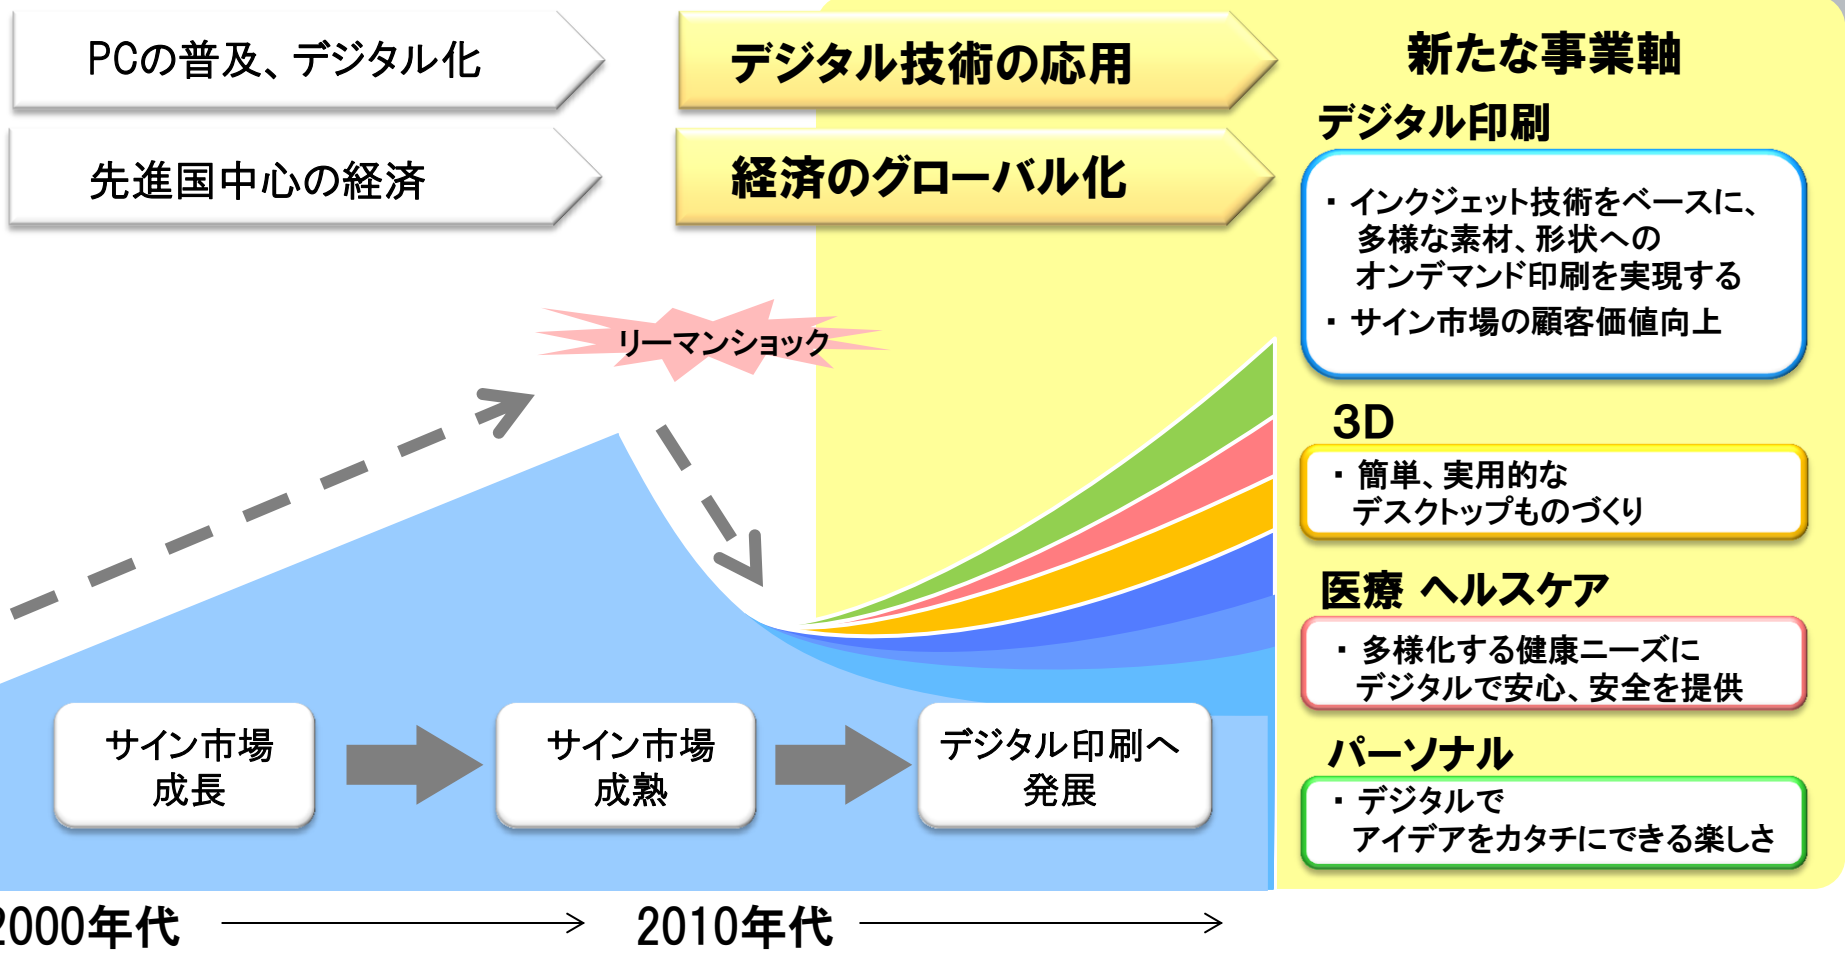 PCの普及、デジタル化
デジタル技術の応用
先進国中心の経済
経済のグローバル化
新たな事業軸
デジタル印刷
・インクジェット技術をベースに、
多様な素材、形状への
オンデマンド印刷を実現する
・サイン市場の顧客価値向上
リーマンショック
3D
・簡単、実用的な
デスクトップものづくり
医療 ヘルスケア
・多様化する健康ニーズに
デジタルで安心、安全を提供
パーソナル
・デジタルで
アイデアをカタチにできる楽しさ
サイン市場
成長
サイン市場
成熟
デジタル印刷へ
発展
2000年代
2010年代